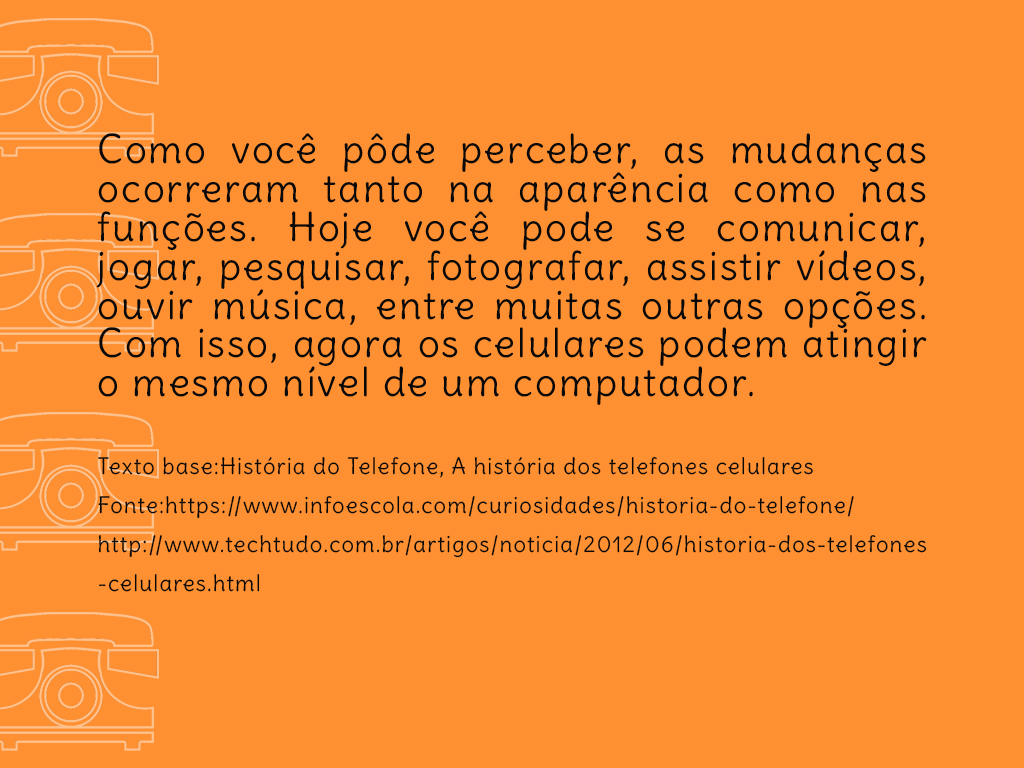 Como você pôde perceber, as mudanças
ocorreram tanto na aparência como nas
funções. Hoje você pode se comunicar,
jogar, pesquisar, fotografar, assistir vídeos,
ouvir música, entre muitas outras opções.
Com isso, agora os celulares podem atingir
o mesmo nível de um computador.
Texto base:História do Telefone, A história dos telefones celulares
Fonte:https://www.infoescola.com/curiosidades/historia-do-telefone/
http://www.techtudo.com.br/artigos/noticia/2012/06/historia-dos-telefones
-celulares.html